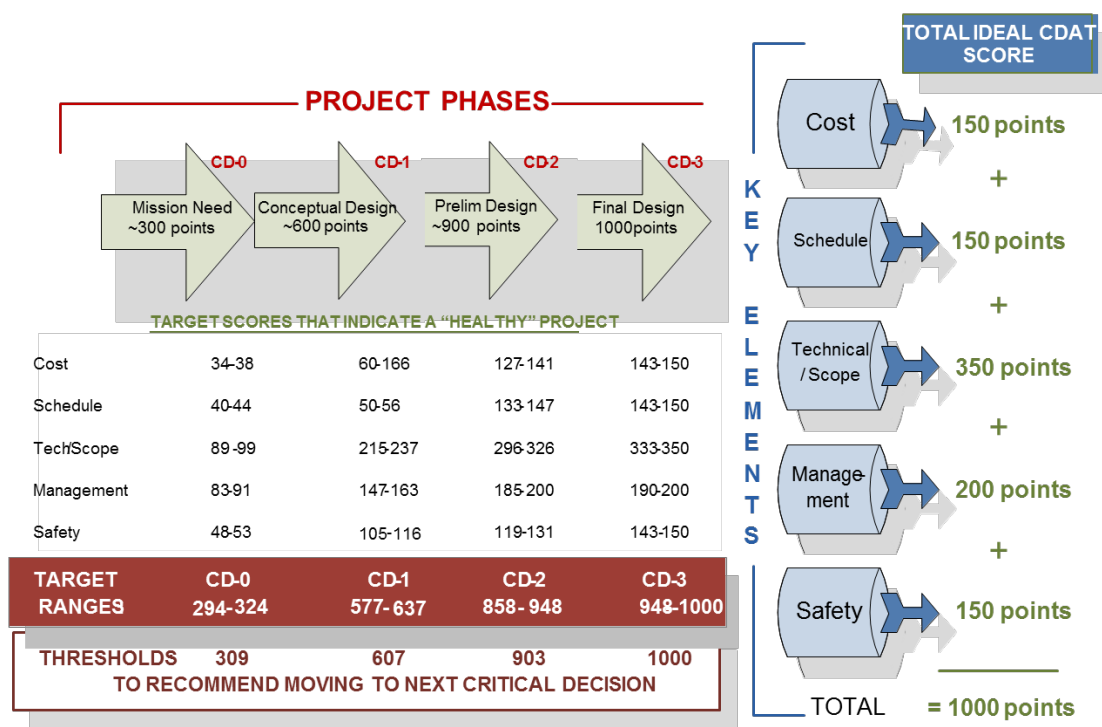 PROJECT PHASES
CD-0
CD-1
CD-2
CD-3
Mission Need
~300 points
Conceptual Design
~600 points
Prelim Design
~900 points
Final Design
1000points
TARGET SCORES THAT INDICATE A “HEALTHY” PROJECT
Cost 34-38 60-166 127-141 143-150
Schedule 40-44 50-56 133-147 143-150
Tech/Scope 89-99 215-237 296-326 333-350
Management 83-91 147-163 185-200 190-200
Safety 48-53 105-116 119-131 143-150
TARGET CD-0 CD-1 CD-2 CD-3
RANGES 294-324 577-637 858-948 948-1000
THRESHOLDS 309 607 903 1000
TO RECOMMEND MOVING TO NEXT CRITICAL DECISION
KEY ELEMENTS
TOTAL IDEAL CDAT
SCORE
Cost
150 points
+
Schedule
150 points
+
Technical
/Scope
350 points
+
Manage-
ment
200 points
+
Safety
150 points
TOTAL = 1000 points